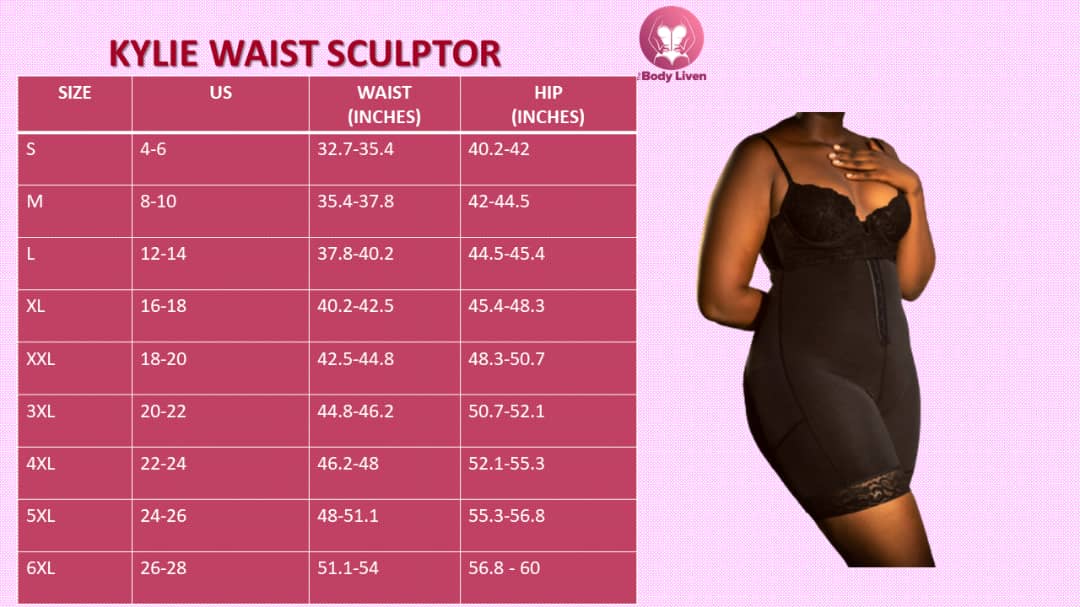 KYLIE WAIST SCULPTOR
Body Liven
SIZE US WAIST (INCHES) HIP (INCHES)
S 4-6 32.7-35.4 40.2-42
M 8-10 35.4-37.8 42-44.5
L 12-14 37.8-40.2 44.5-45.4
XL 16-18 40.2-42.5 45.4-48.3
XXL 18-20 42.5-44.8 48.3-50.7
3XL 20-22 44.8-46.2 50.7-52.1
4XL 22-24 46.2-48 52.1-55.3
5XL 24-26 48-51.1 55.3-56.8
6XL 26-28 51.1-54 56.8 - 60